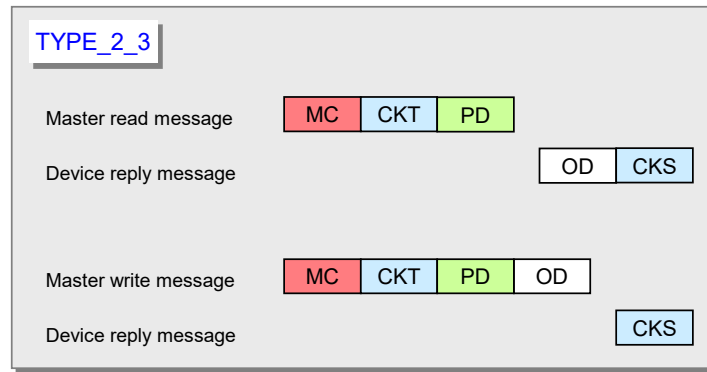 TYPE_2_3
Master read message MC CKT PD
Device reply message OD CKS
Master write message MC CKT PD OD
Device reply message CKS